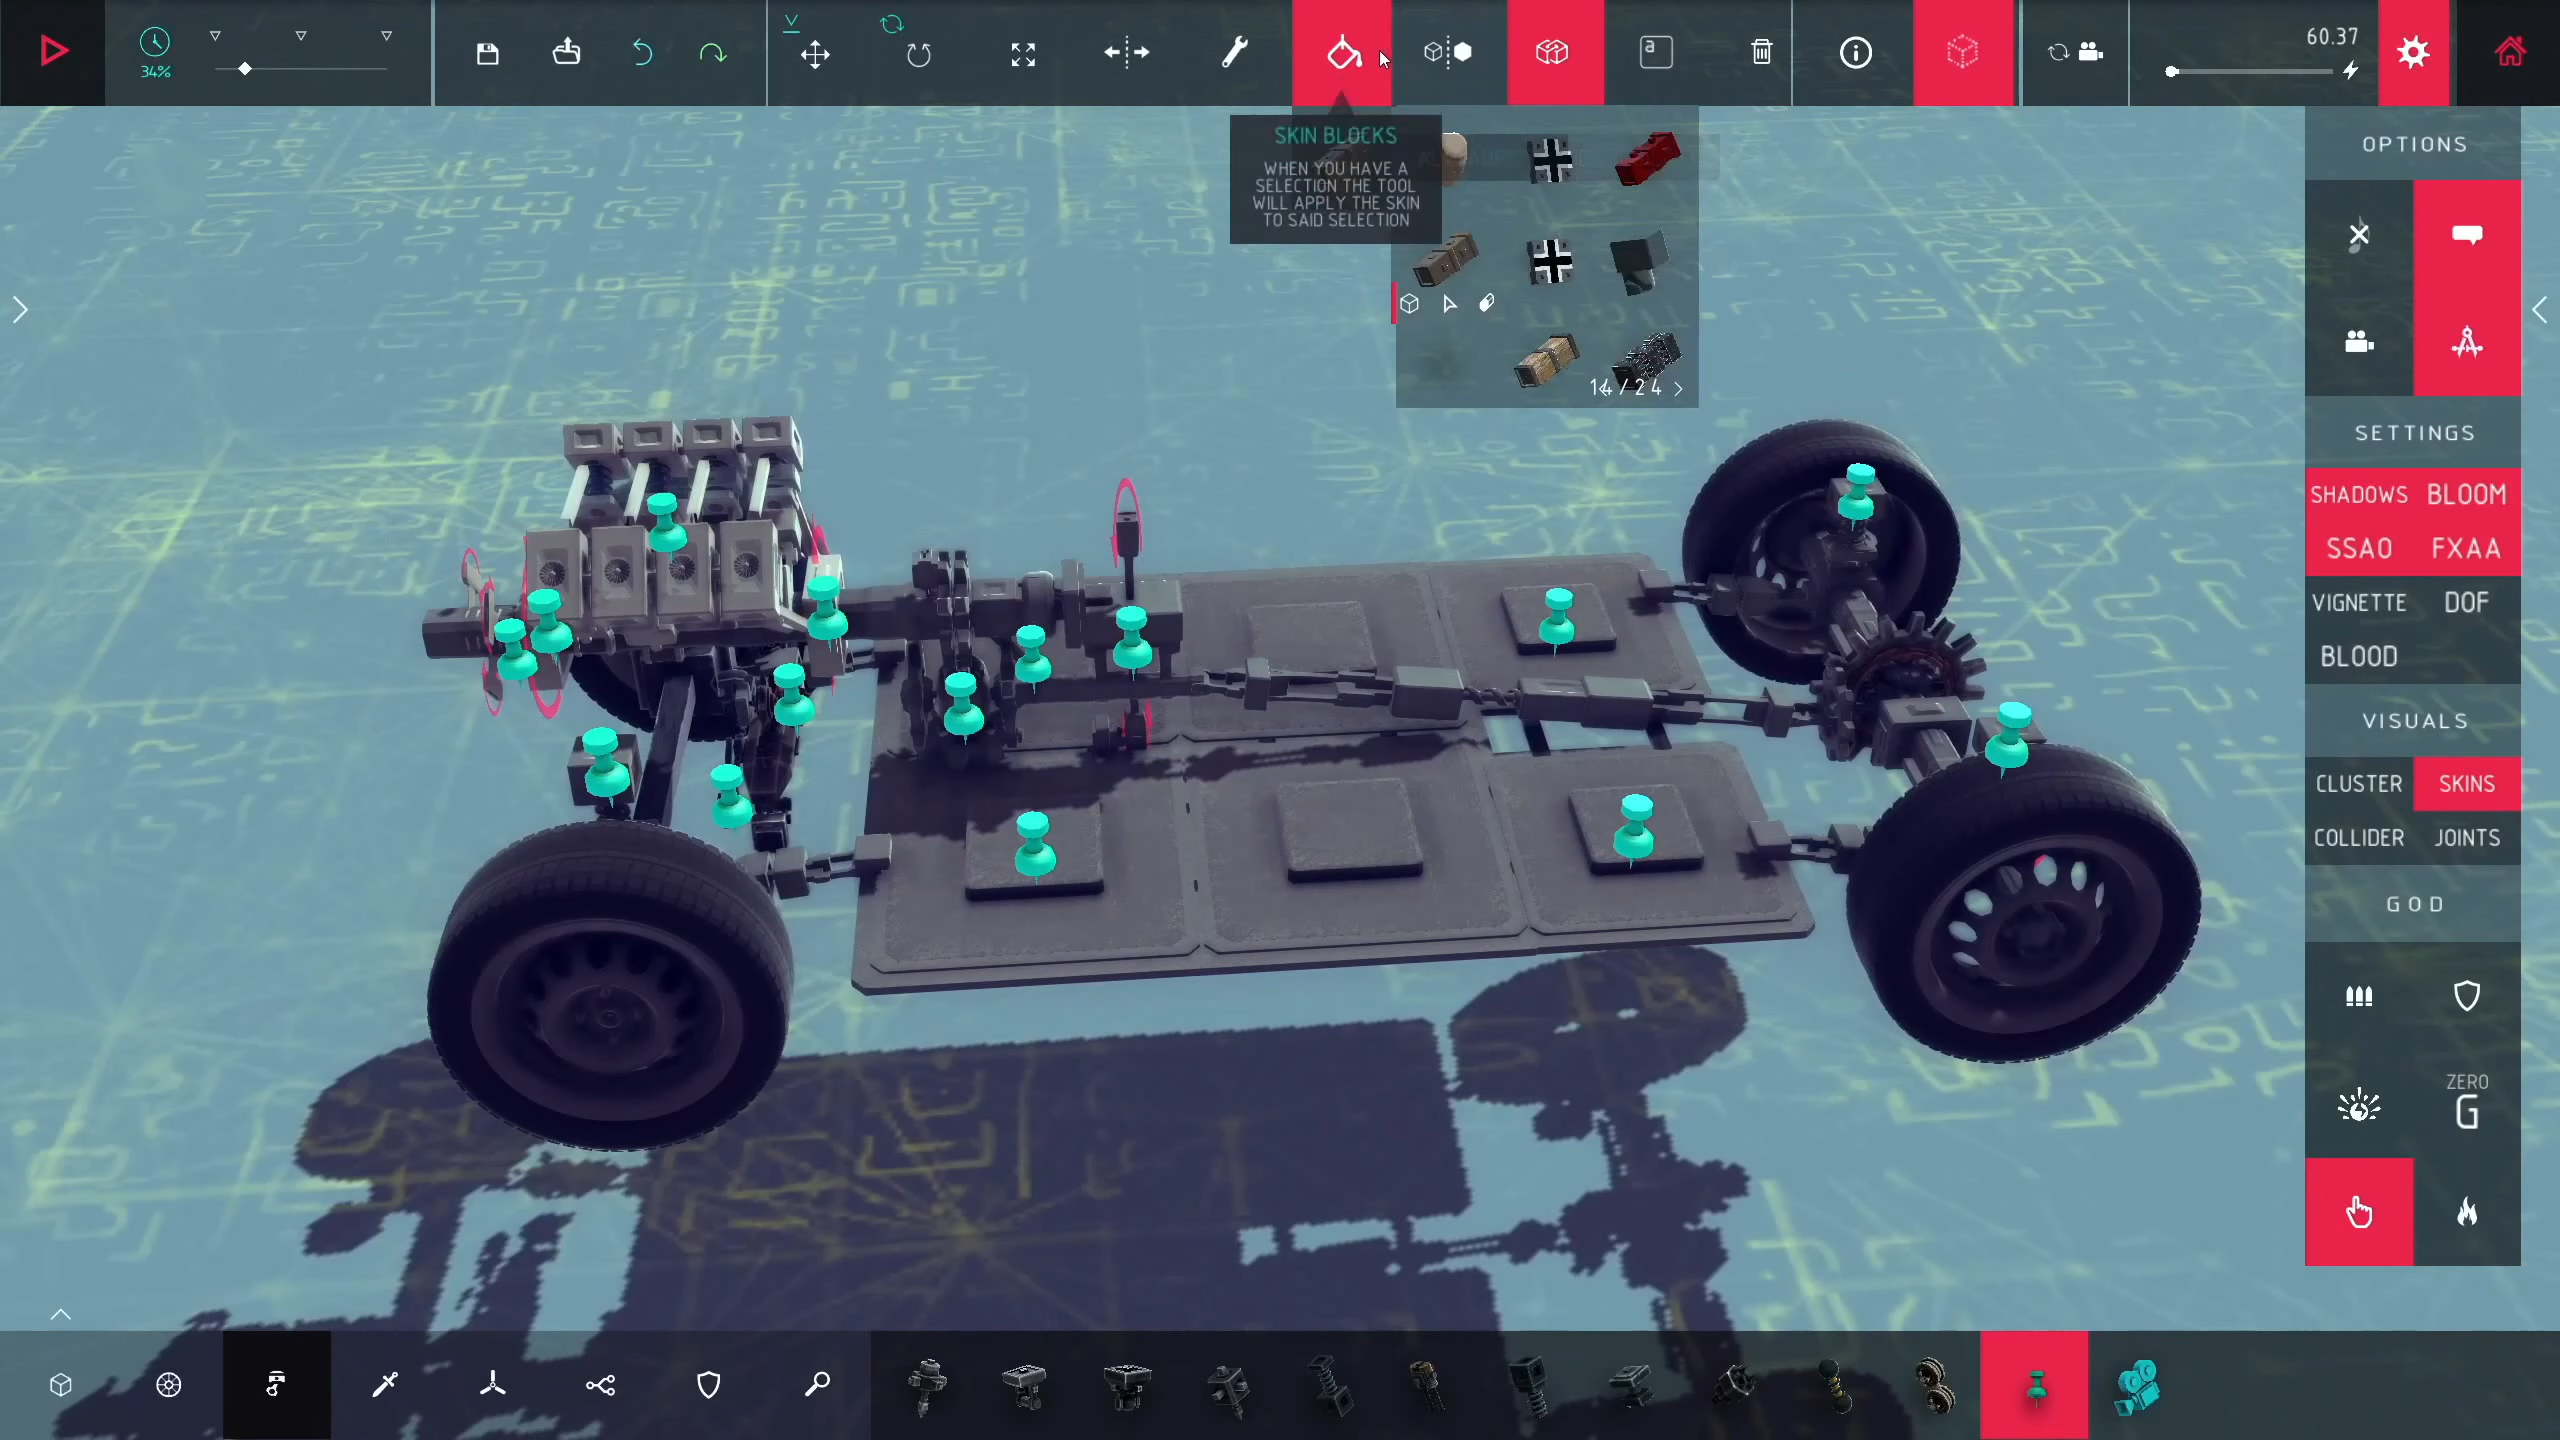 34%
60.37
a
SKIN BLOCKS
WHEN YOU HAVE A
SELECTION THE TOOL
WILL APPLY THE SKIN
TO SAID SELECTION
14/24
OPTIONS
SETTINGS
SHADOWS BLOOM
SSAO FXAA
VIGNETTE DOF
BLOOD
VISUALS
CLUSTER SKINS
COLLIDER JOINTS
GOD
ZERO
G